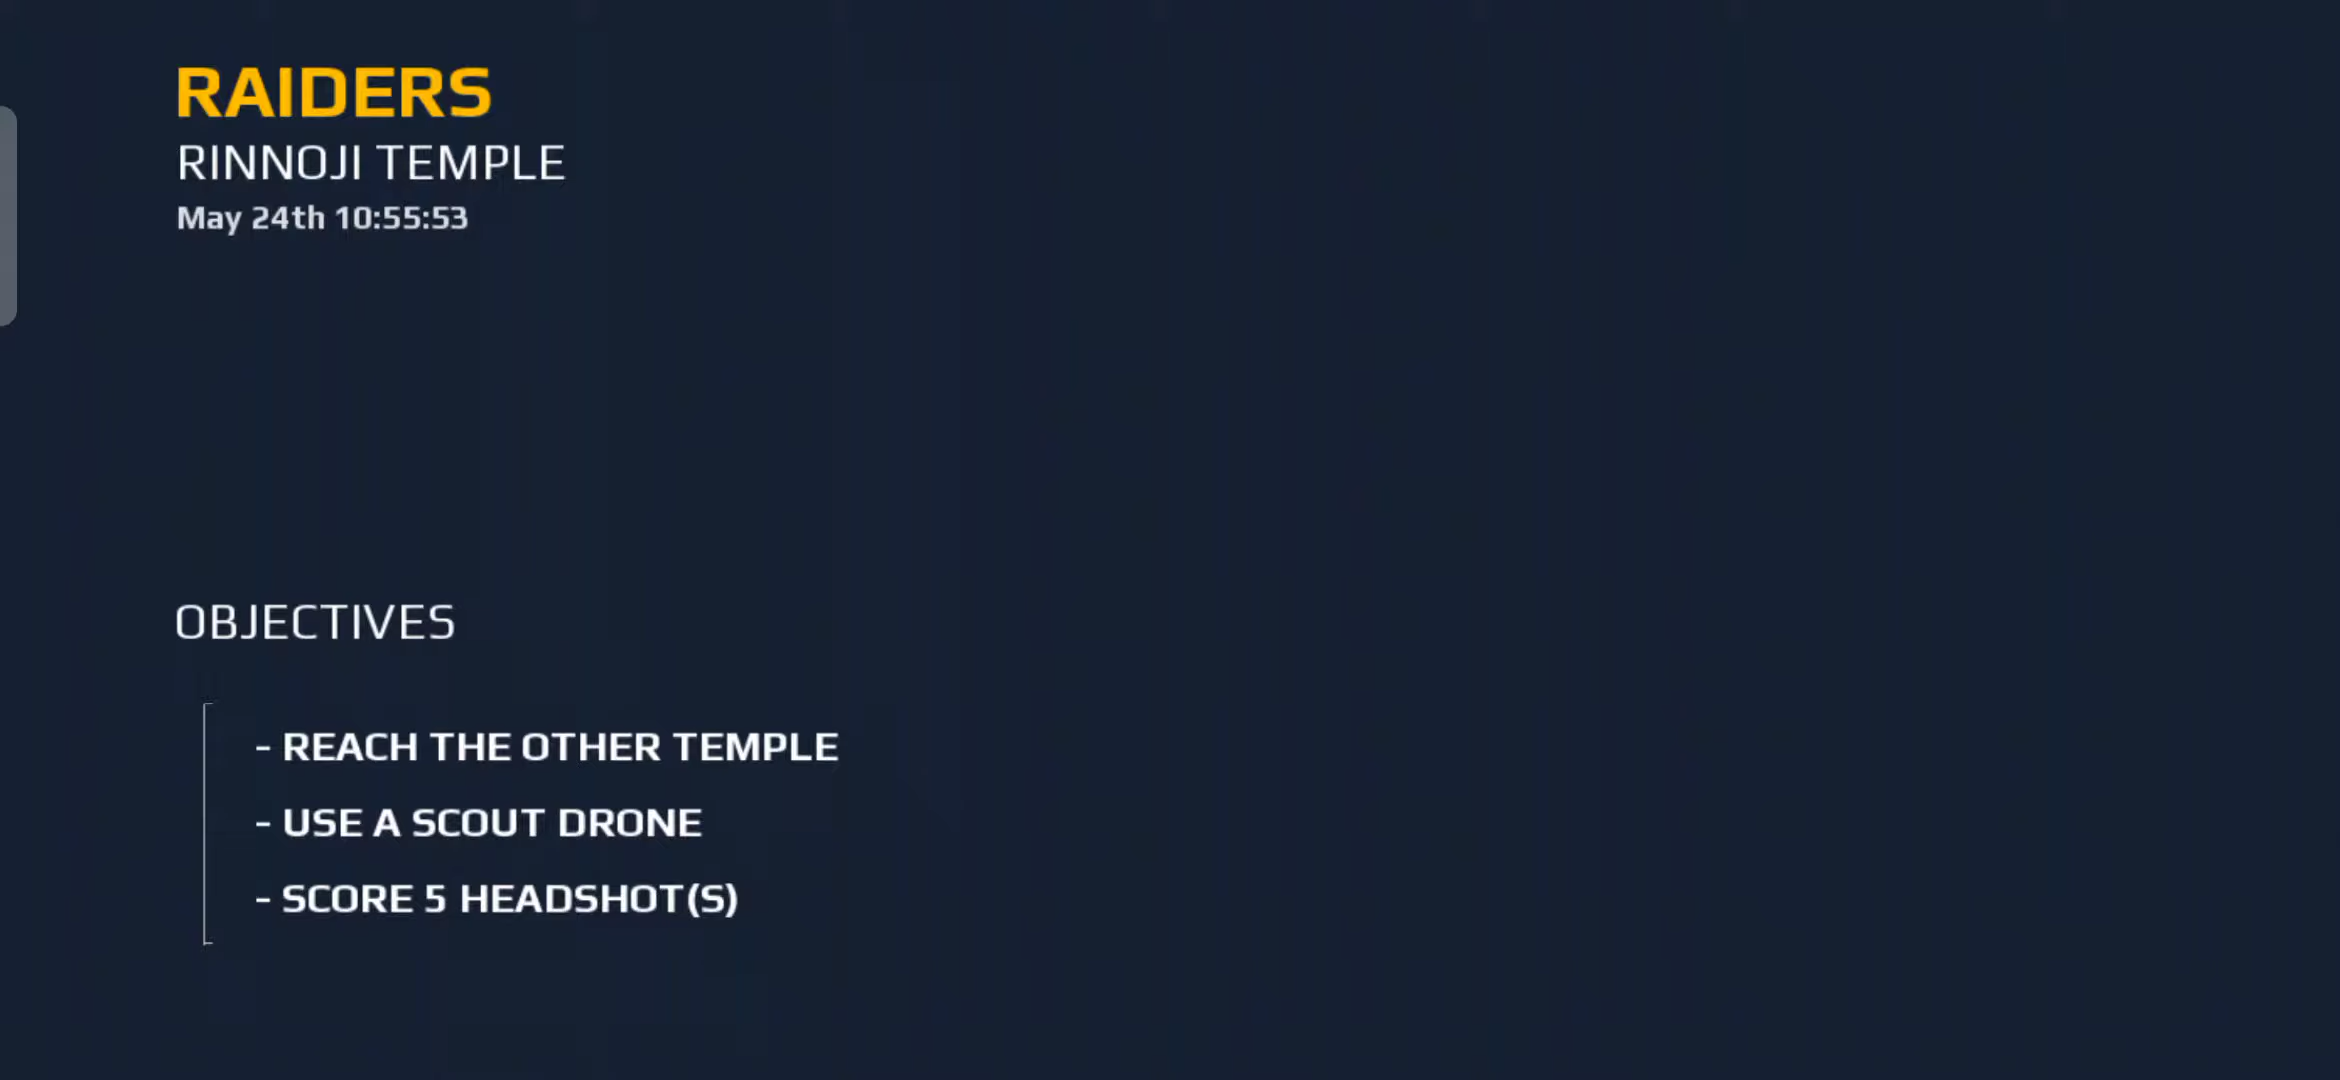 RAIDERS
RINNOJI TEMPLE
May 24th 10:55:53
OBJECTIVES
- REACH THE OTHER TEMPLE
- USE A SCOUT DRONE
- SCORE 5 HEADSHOT(S)